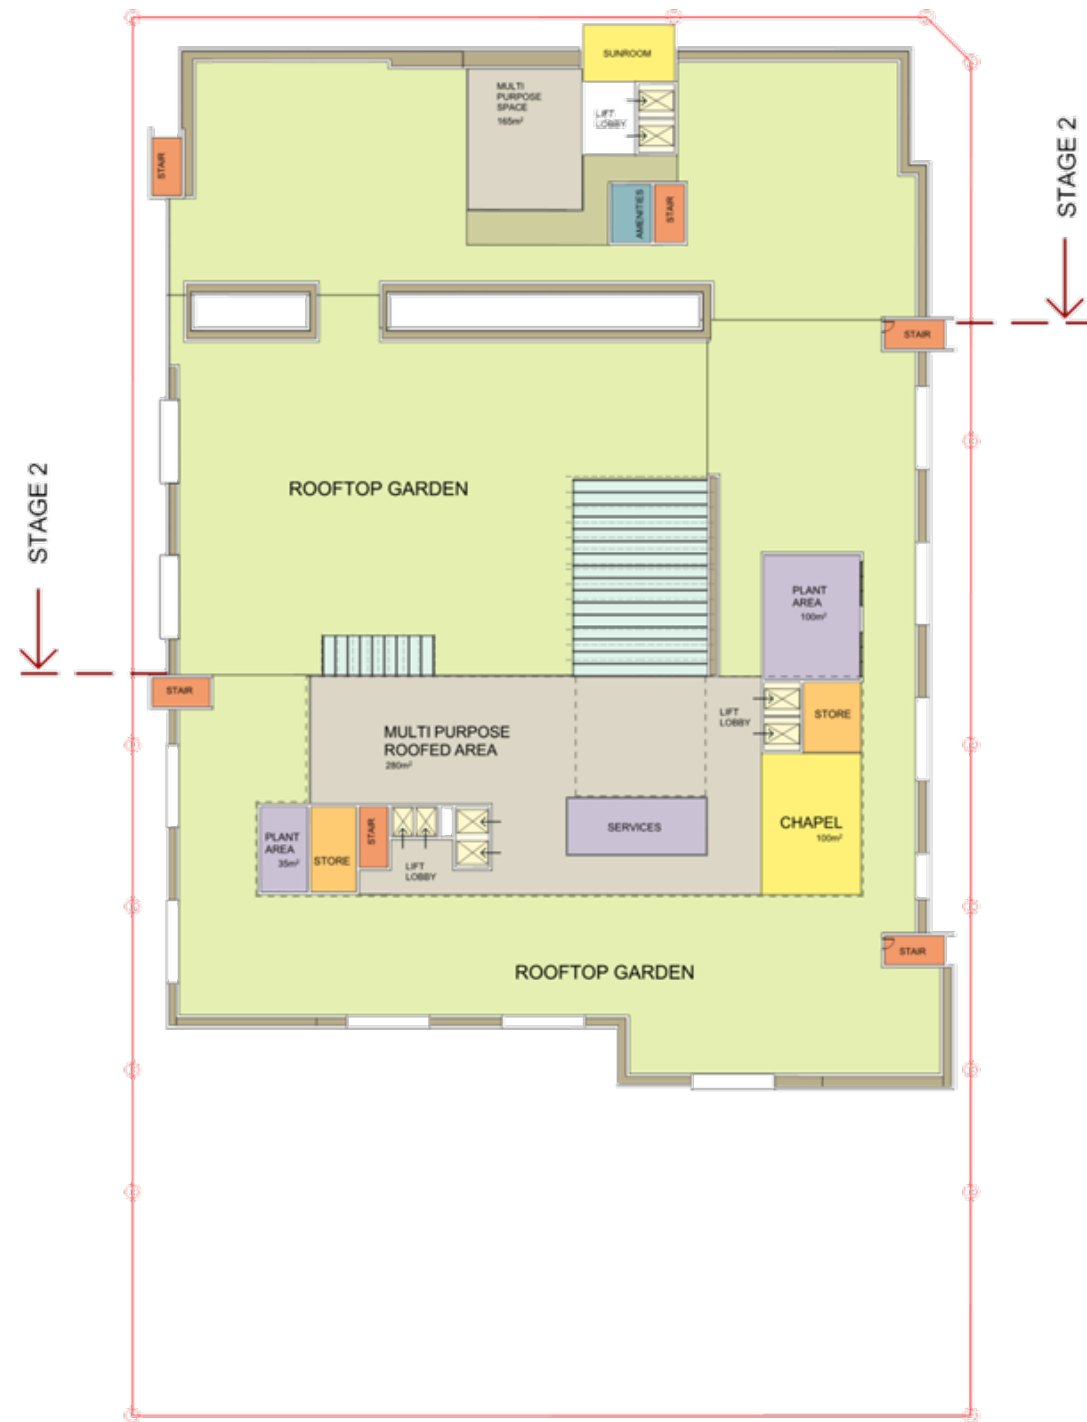 SUNROOM
MULTI
PURPOSE
SPACE
165m²
LIFT
LOBBY
STAIR
AMENITIES
STAIR
STAGE 2
STAIR
STAGE 2
ROOFTOP GARDEN
PLANT
AREA
100m²
STAIR
LIFT
LOBBY
STORE
MULTI PURPOSE
ROOFED AREA
280m²
CHAPEL
100m²
SERVICES
PLANT
AREA
35m²
STORE
STAIR
LIFT
LOBBY
STAIR
ROOFTOP GARDEN